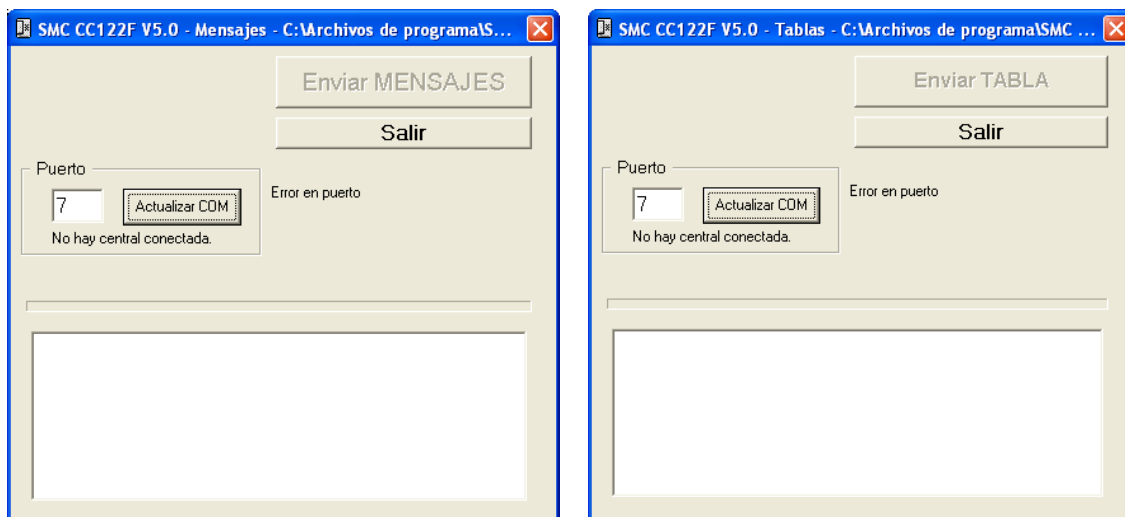 SMC CC122F V5.0 - Mensajes - C:\Archivos de programa\S...
Enviar MENSAJES
Salir
Puerto
7
Actualizar COM
Error en puerto
No hay central conectada.
SMC CC122F V5.0 - Tablas - C:\Archivos de programa\SMC ...
Enviar TABLA
Salir
Puerto
7
Actualizar COM
Error en puerto
No hay central conectada.